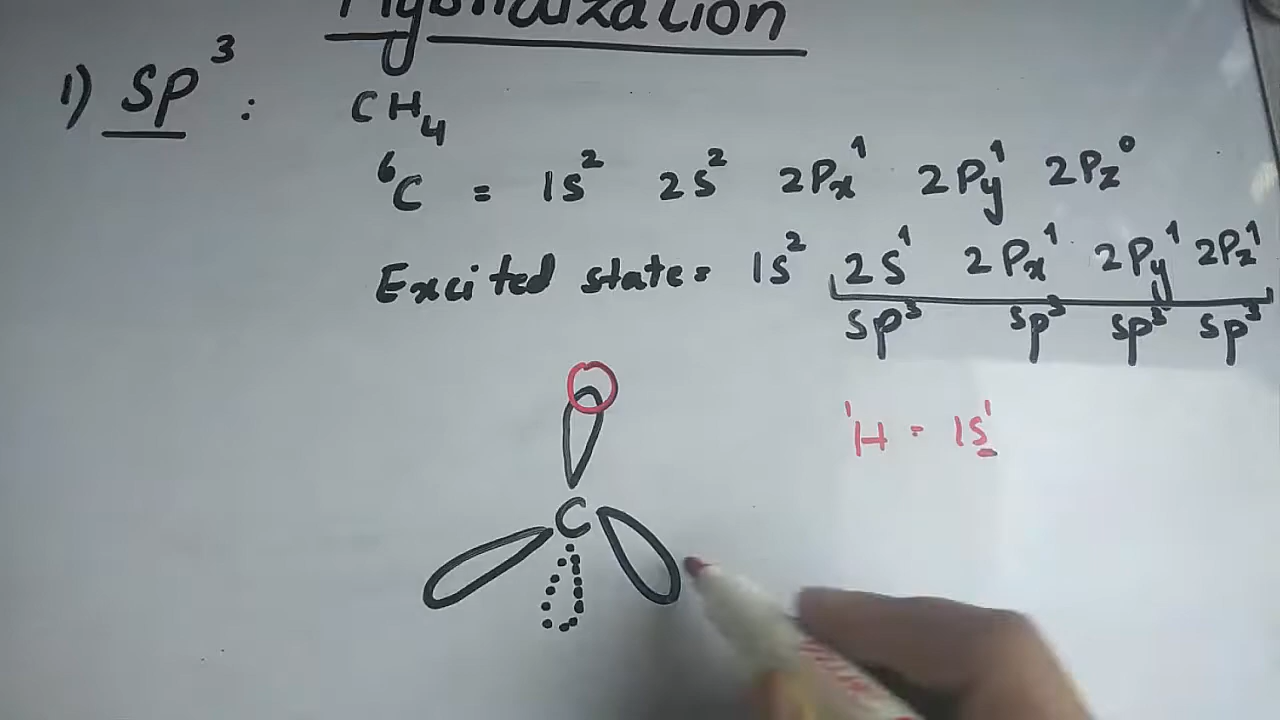 Hybridization
1) SP³ : CH₄
⁶C = 1s² 2s² 2Px¹ 2Py¹ 2Pz⁰
Excited state = 1s² 2s¹ 2Px¹ 2Py¹ 2Pz¹
sp³ sp³ sp³ sp³
¹H = 1s¹
C